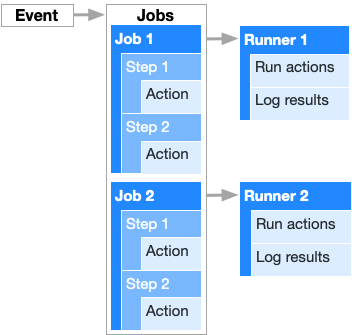 Event
Jobs
Job 1
Step 1
Action
Step 2
Action
Runner 1
Run actions
Log results
Job 2
Step 1
Action
Step 2
Action
Runner 2
Run actions
Log results